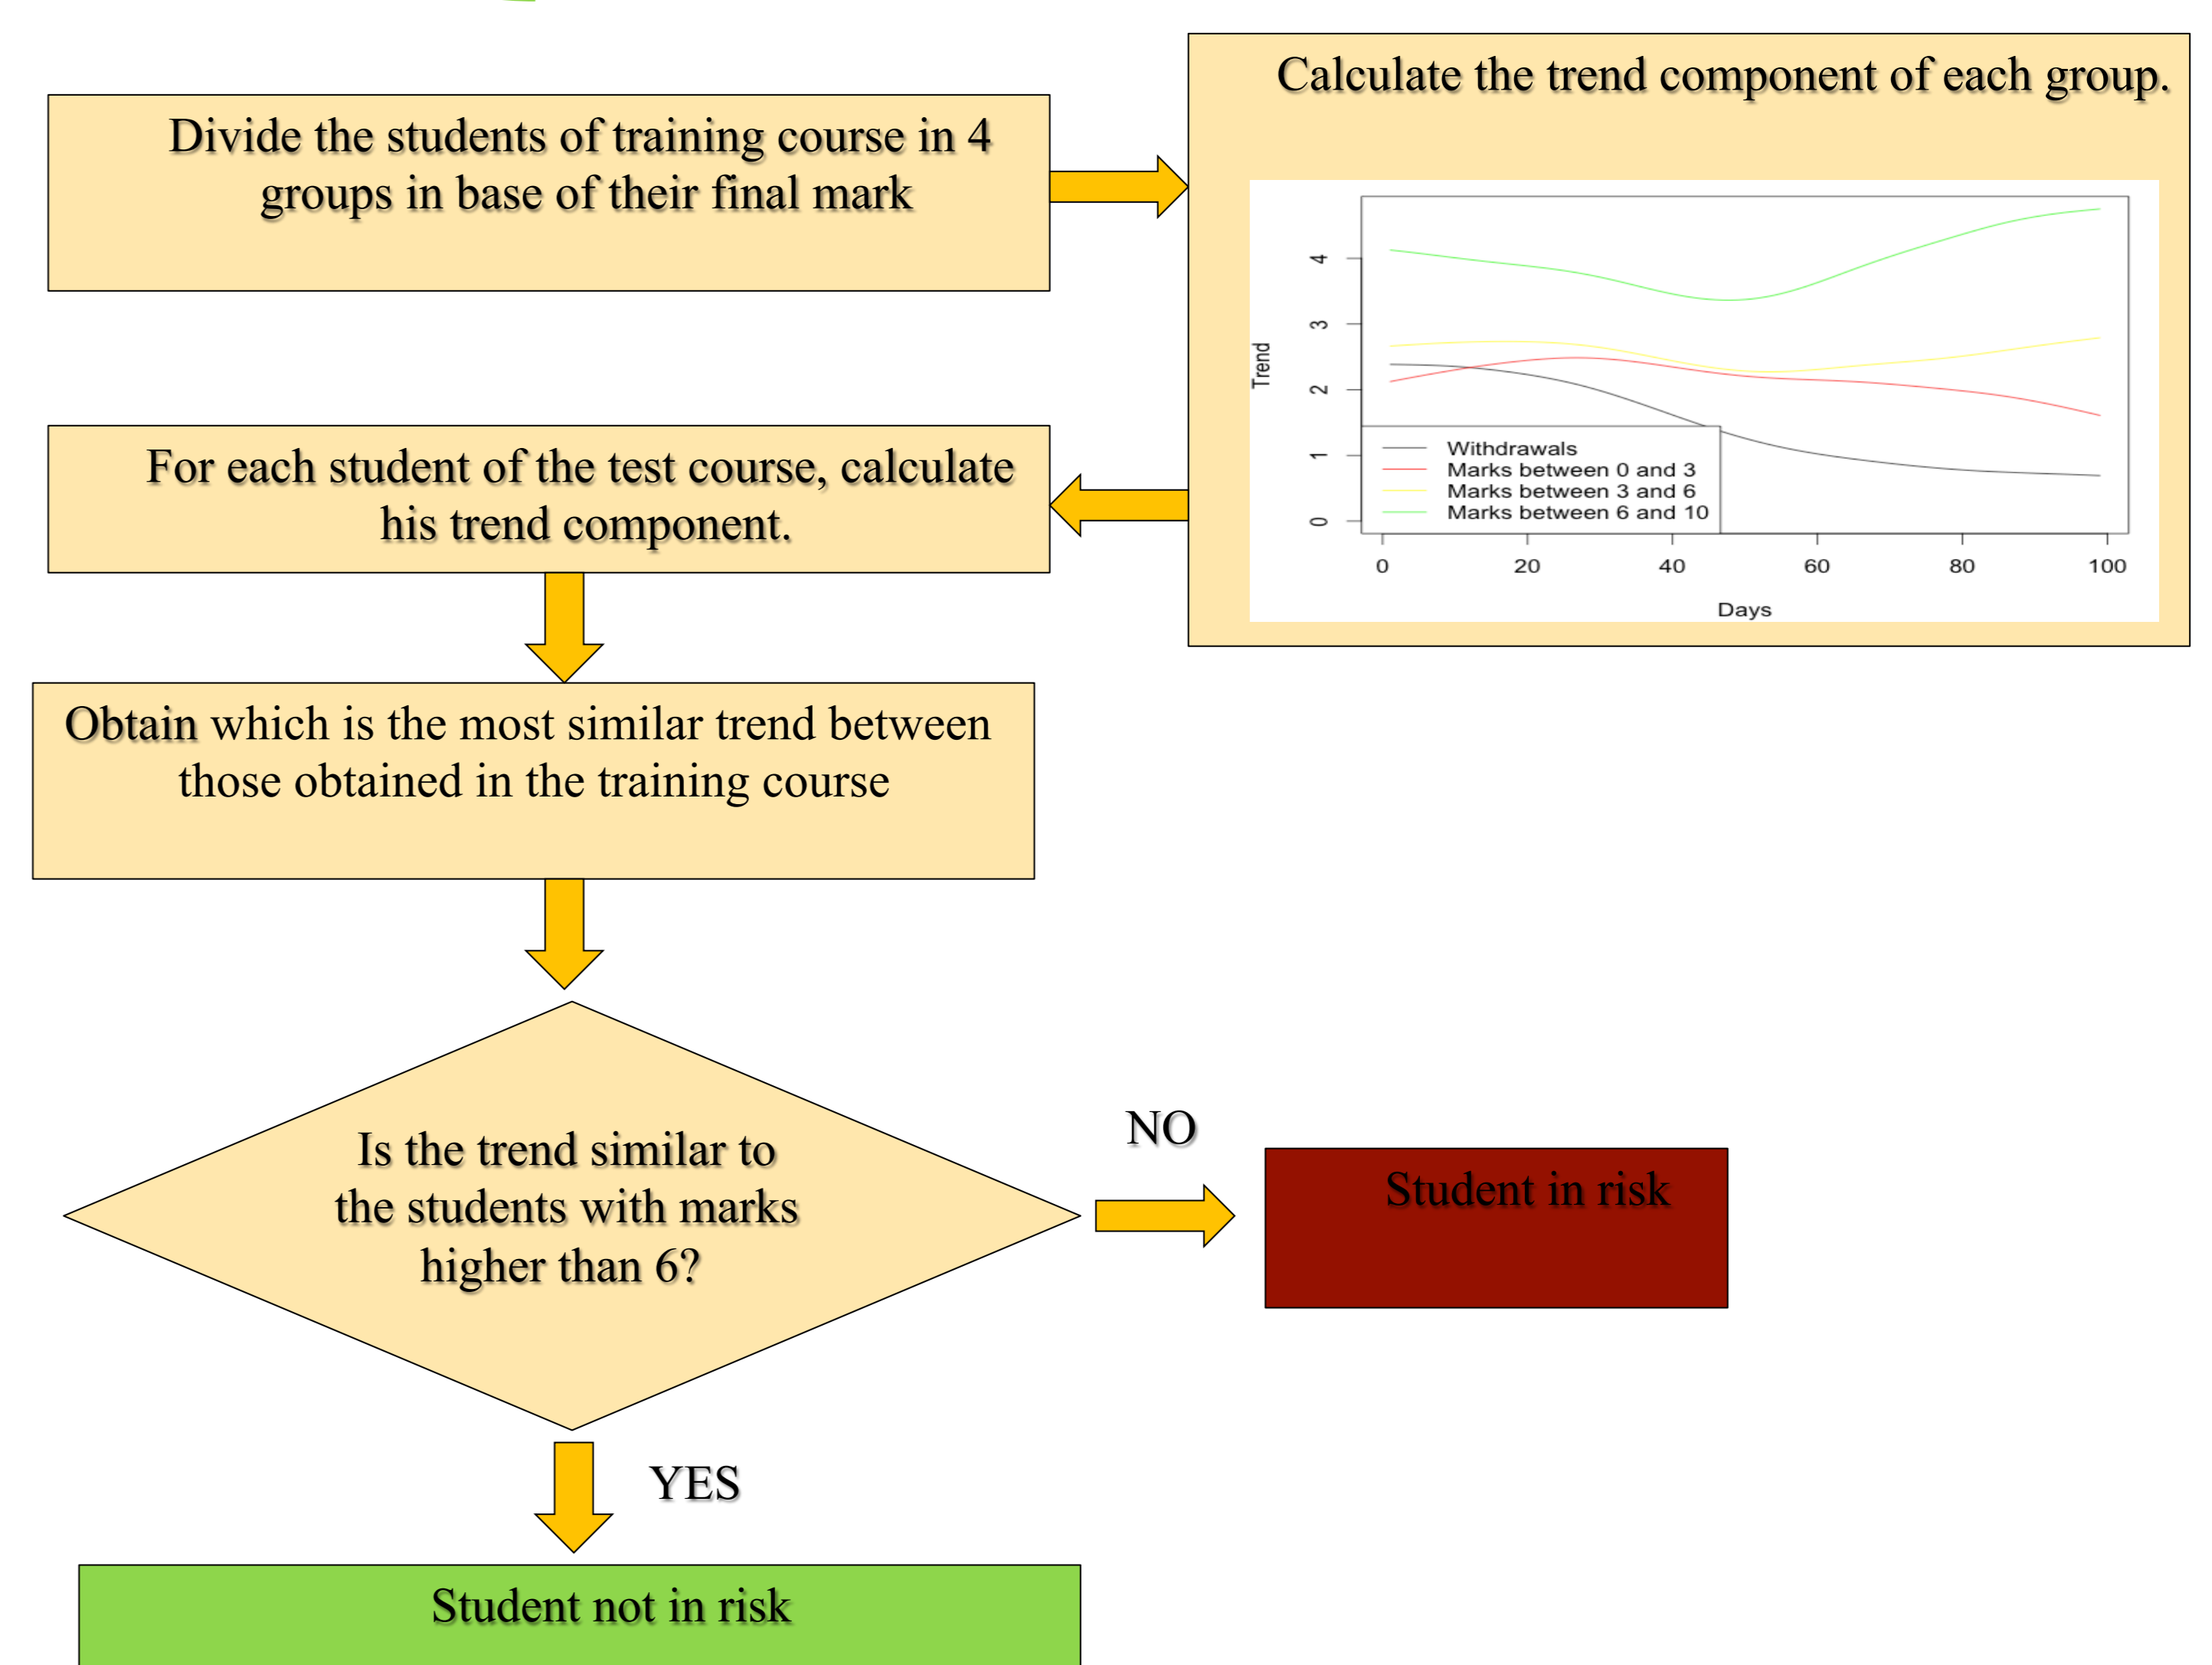 Divide the students of training course in 4
groups in base of their final mark
Calculate the trend component of each group.
Trend
4
3
2
1
0
Withdrawals
Marks between 0 and 3
Marks between 3 and 6
Marks between 6 and 10
0 20 40 60 80 100
Days
For each student of the test course, calculate
his trend component.
Obtain which is the most similar trend between
those obtained in the training course
Is the trend similar to
the students with marks
higher than 6?
NO
Student in risk
YES
Student not in risk